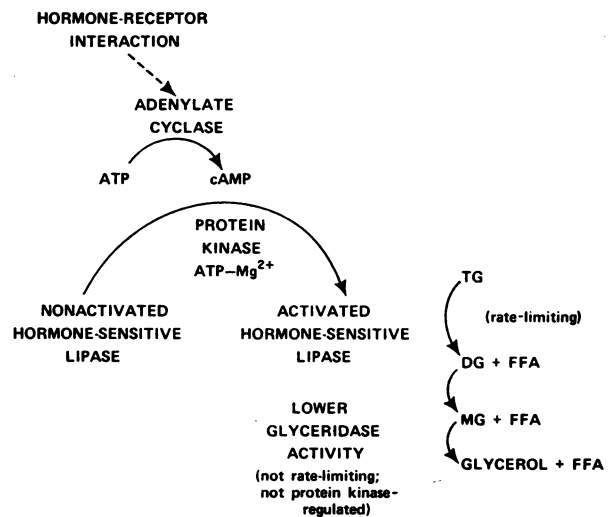 HORMONE-RECEPTOR
INTERACTION
ADENYLATE
CYCLASE
ATP
cAMP
PROTEIN
KINASE
ATP–Mg²⁺
NONACTIVATED
HORMONE-SENSITIVE
LIPASE
ACTIVATED
HORMONE-SENSITIVE
LIPASE
TG
(rate-limiting)
DG + FFA
MG + FFA
GLYCEROL + FFA
LOWER
GLYCERIDASE
ACTIVITY
(not rate-limiting;
not protein kinase-
regulated)